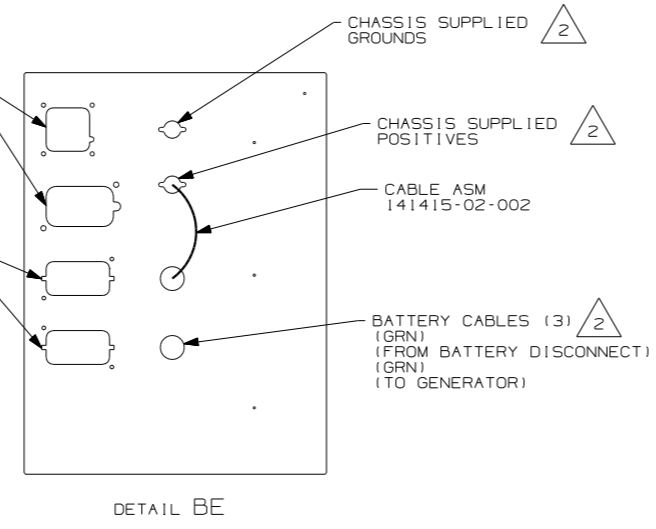 CHASSIS SUPPLIED
GROUNDS
2
CHASSIS SUPPLIED
POSITIVES
2
CABLE ASM
141415-02-002
BATTERY CABLES (3)
2
(GRN)
(FROM BATTERY DISCONNECT)
(GRN)
(TO GENERATOR)
DETAIL BE